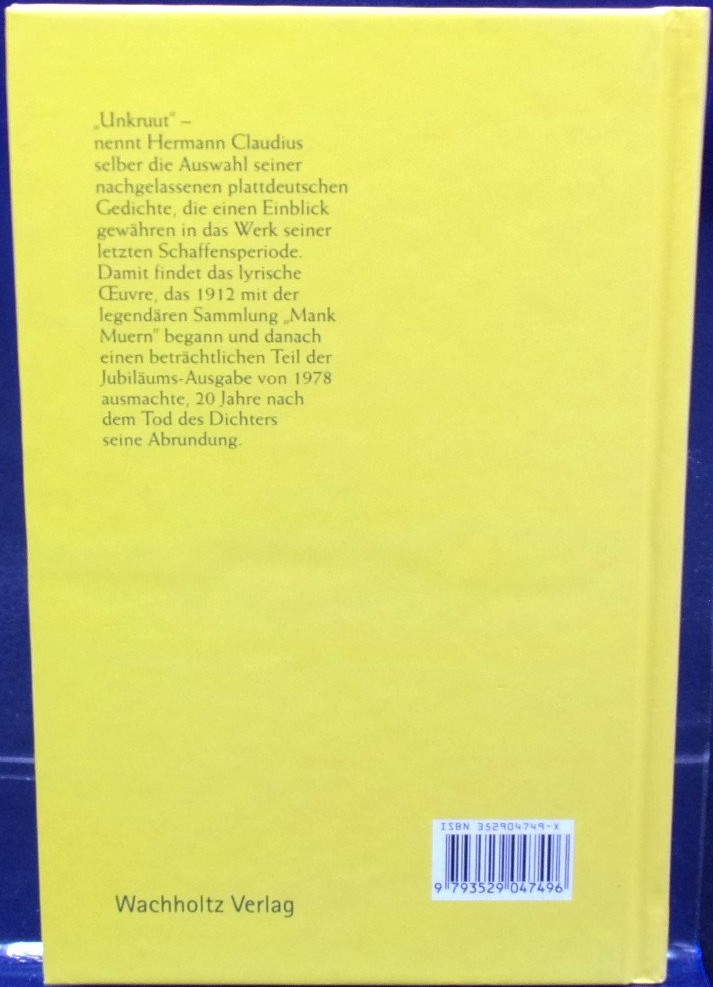 „Unkruut" –
nennt Hermann Claudius
selber die Auswahl seiner
nachgelassenen plattdeutschen
Gedichte, die einen Einblick
gewähren in das Werk seiner
letzten Schaffensperiode.
Damit findet das lyrische
Œuvre, das 1912 mit der
legendären Sammlung „Mank
Muern" begann und danach
einen beträchtlichen Teil der
Jubiläums-Ausgabe von 1978
ausmachte, 20 Jahre nach
dem Tod des Dichters
seine Abrundung.
ISBN 352904749-X
9 793529 047496
Wachholtz Verlag